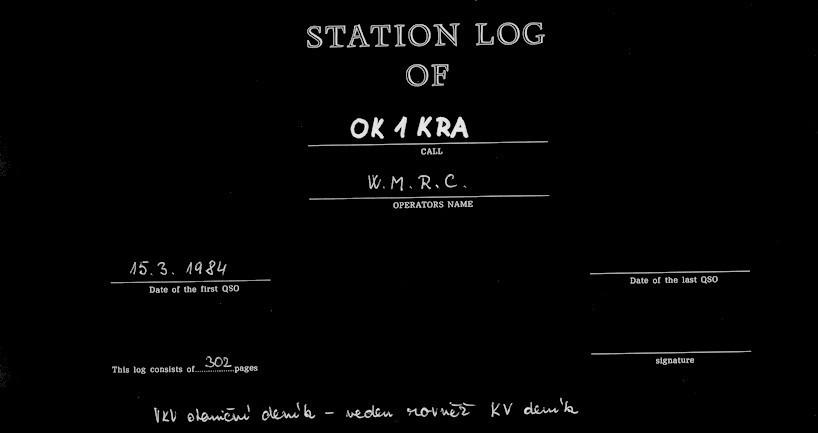 STATION LOG
OF
OK 1 KRA
CALL
W. M. R. C.
OPERATORS NAME
15. 3. 1984
Date of the first QSO
Date of the last QSO
This log consists of 302 pages
signature
VKV staniční deník – veden rovněž KV deník